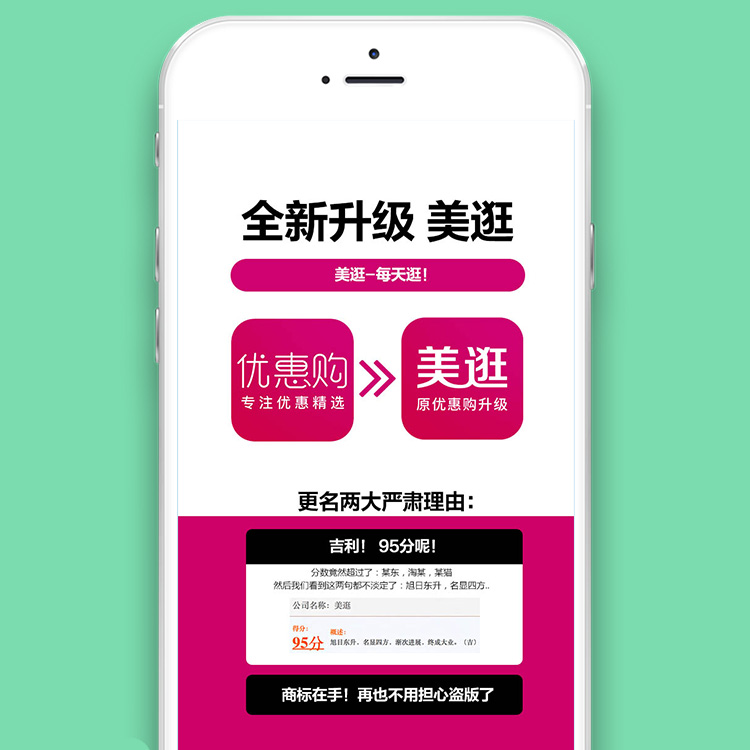 全新升级 美逛
美逛-每天逛!
优惠购
专注优惠精选
美逛
原优惠购升级
更名两大严肃理由:
吉利! 95分呢!
分数竟然超过了:某东,淘某,某猫
然后我们看到这两句都不淡定了:旭日东升,名显四方..
公司名称: 美逛
得分:
95分
概述:
旭日东升、名显四方、渐次进展、终成大业。(吉)
商标在手!再也不用担心盗版了